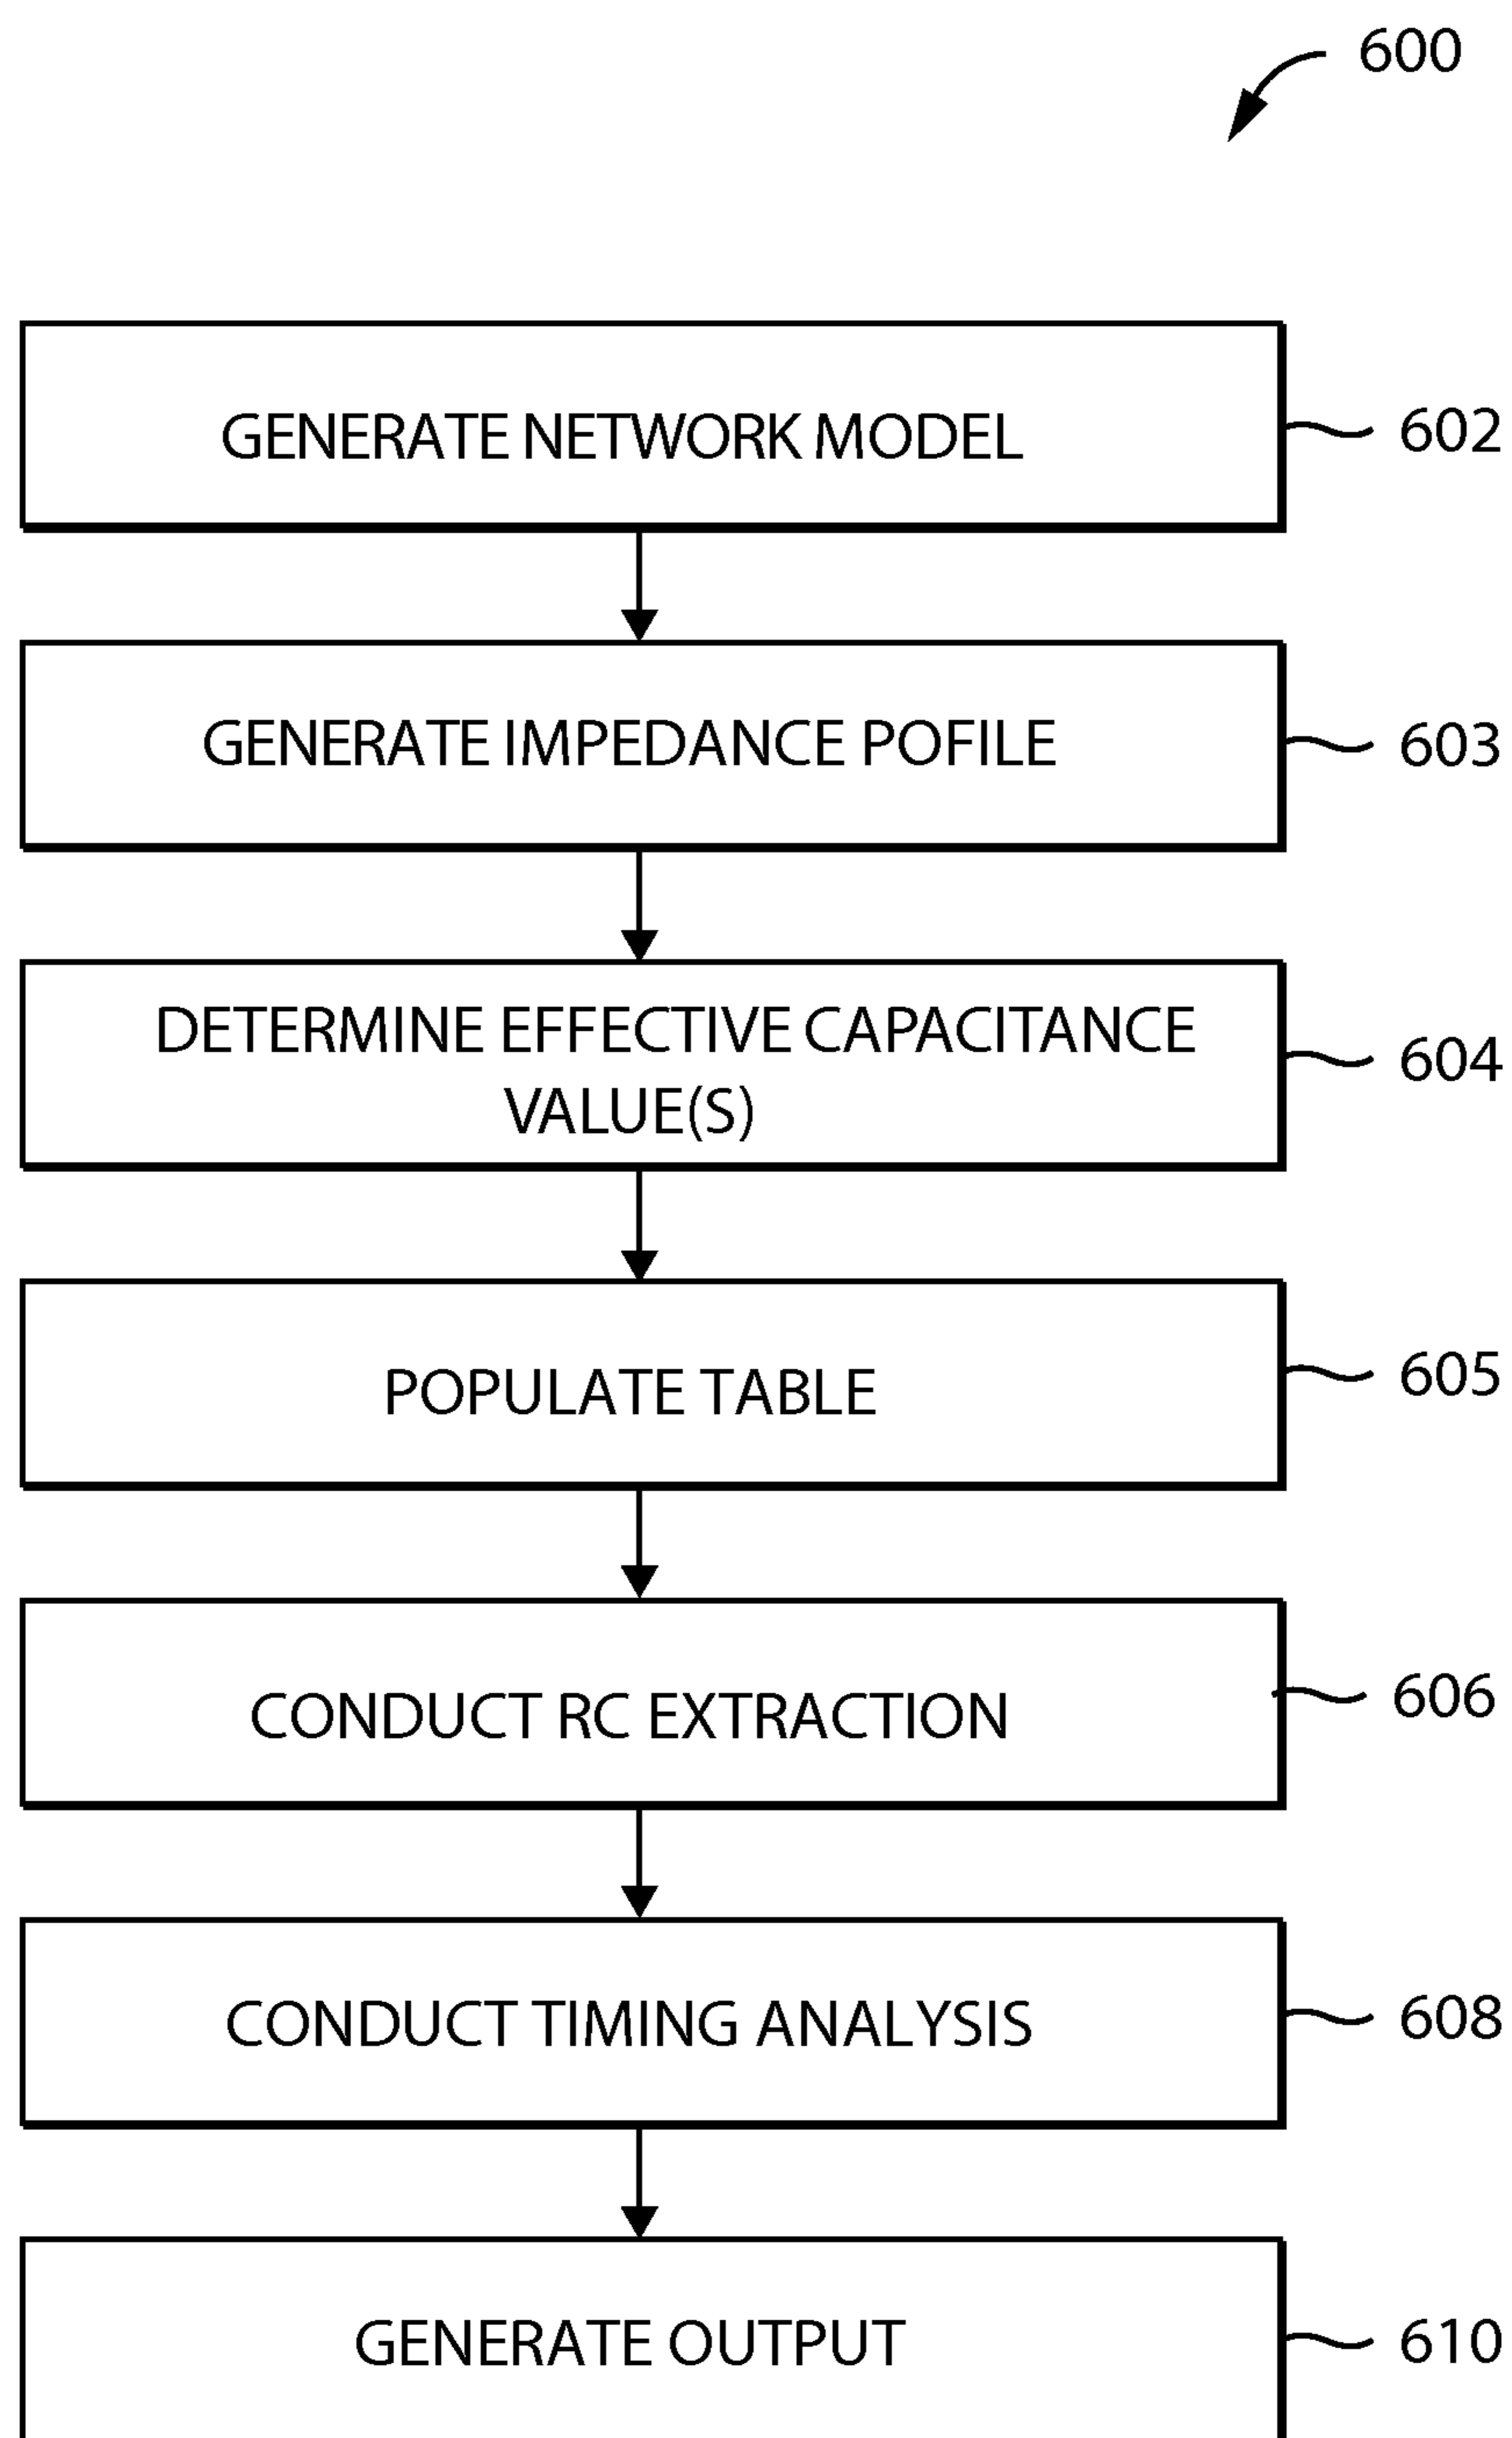 600
GENERATE NETWORK MODEL
602
GENERATE IMPEDANCE POFILE
603
DETERMINE EFFECTIVE CAPACITANCE
VALUE(S)
604
POPULATE TABLE
605
CONDUCT RC EXTRACTION
606
CONDUCT TIMING ANALYSIS
608
GENERATE OUTPUT
610